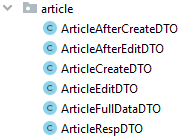 article
C ArticleAfterCreateDTO
C ArticleAfterEditDTO
C ArticleCreateDTO
C ArticleEditDTO
C ArticleFullDataDTO
C ArticleRespDTO